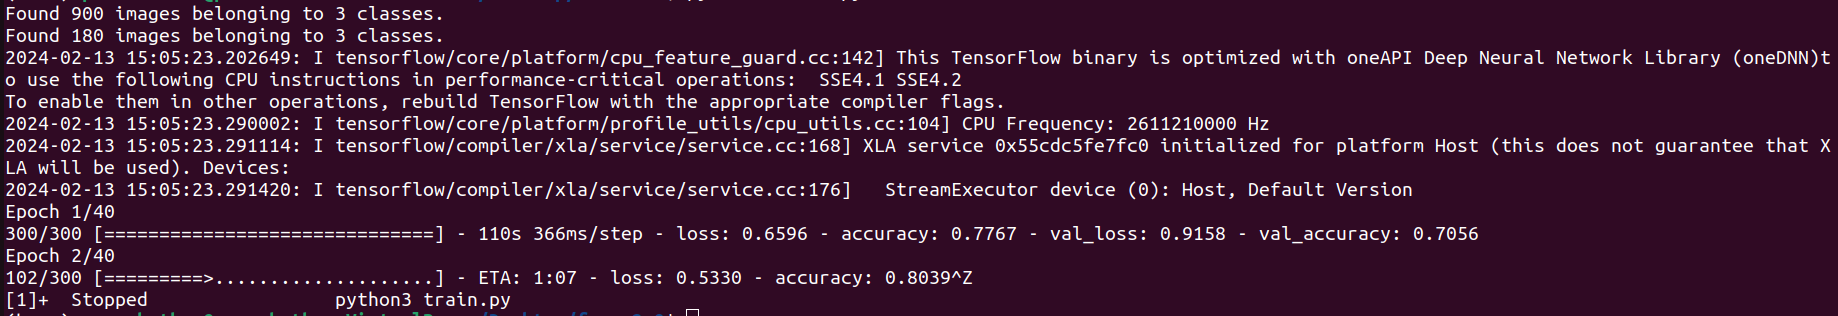 Found 900 images belonging to 3 classes.
Found 180 images belonging to 3 classes.
2024-02-13 15:05:23.202649: I tensorflow/core/platform/cpu_feature_guard.cc:142] This TensorFlow binary is optimized with oneAPI Deep Neural Network Library (oneDNN)t
o use the following CPU instructions in performance-critical operations:  SSE4.1 SSE4.2
To enable them in other operations, rebuild TensorFlow with the appropriate compiler flags.
2024-02-13 15:05:23.290002: I tensorflow/core/platform/profile_utils/cpu_utils.cc:104] CPU Frequency: 2611210000 Hz
2024-02-13 15:05:23.291114: I tensorflow/compiler/xla/service/service.cc:168] XLA service 0x55cdc5fe7fc0 initialized for platform Host (this does not guarantee that X
LA will be used). Devices:
2024-02-13 15:05:23.291420: I tensorflow/compiler/xla/service/service.cc:176]   StreamExecutor device (0): Host, Default Version
Epoch 1/40
300/300 [==============================] - 110s 366ms/step - loss: 0.6596 - accuracy: 0.7767 - val_loss: 0.9158 - val_accuracy: 0.7056
Epoch 2/40
102/300 [=========>....................] - ETA: 1:07 - loss: 0.5330 - accuracy: 0.8039^Z
[1]+  Stopped                 python3 train.py